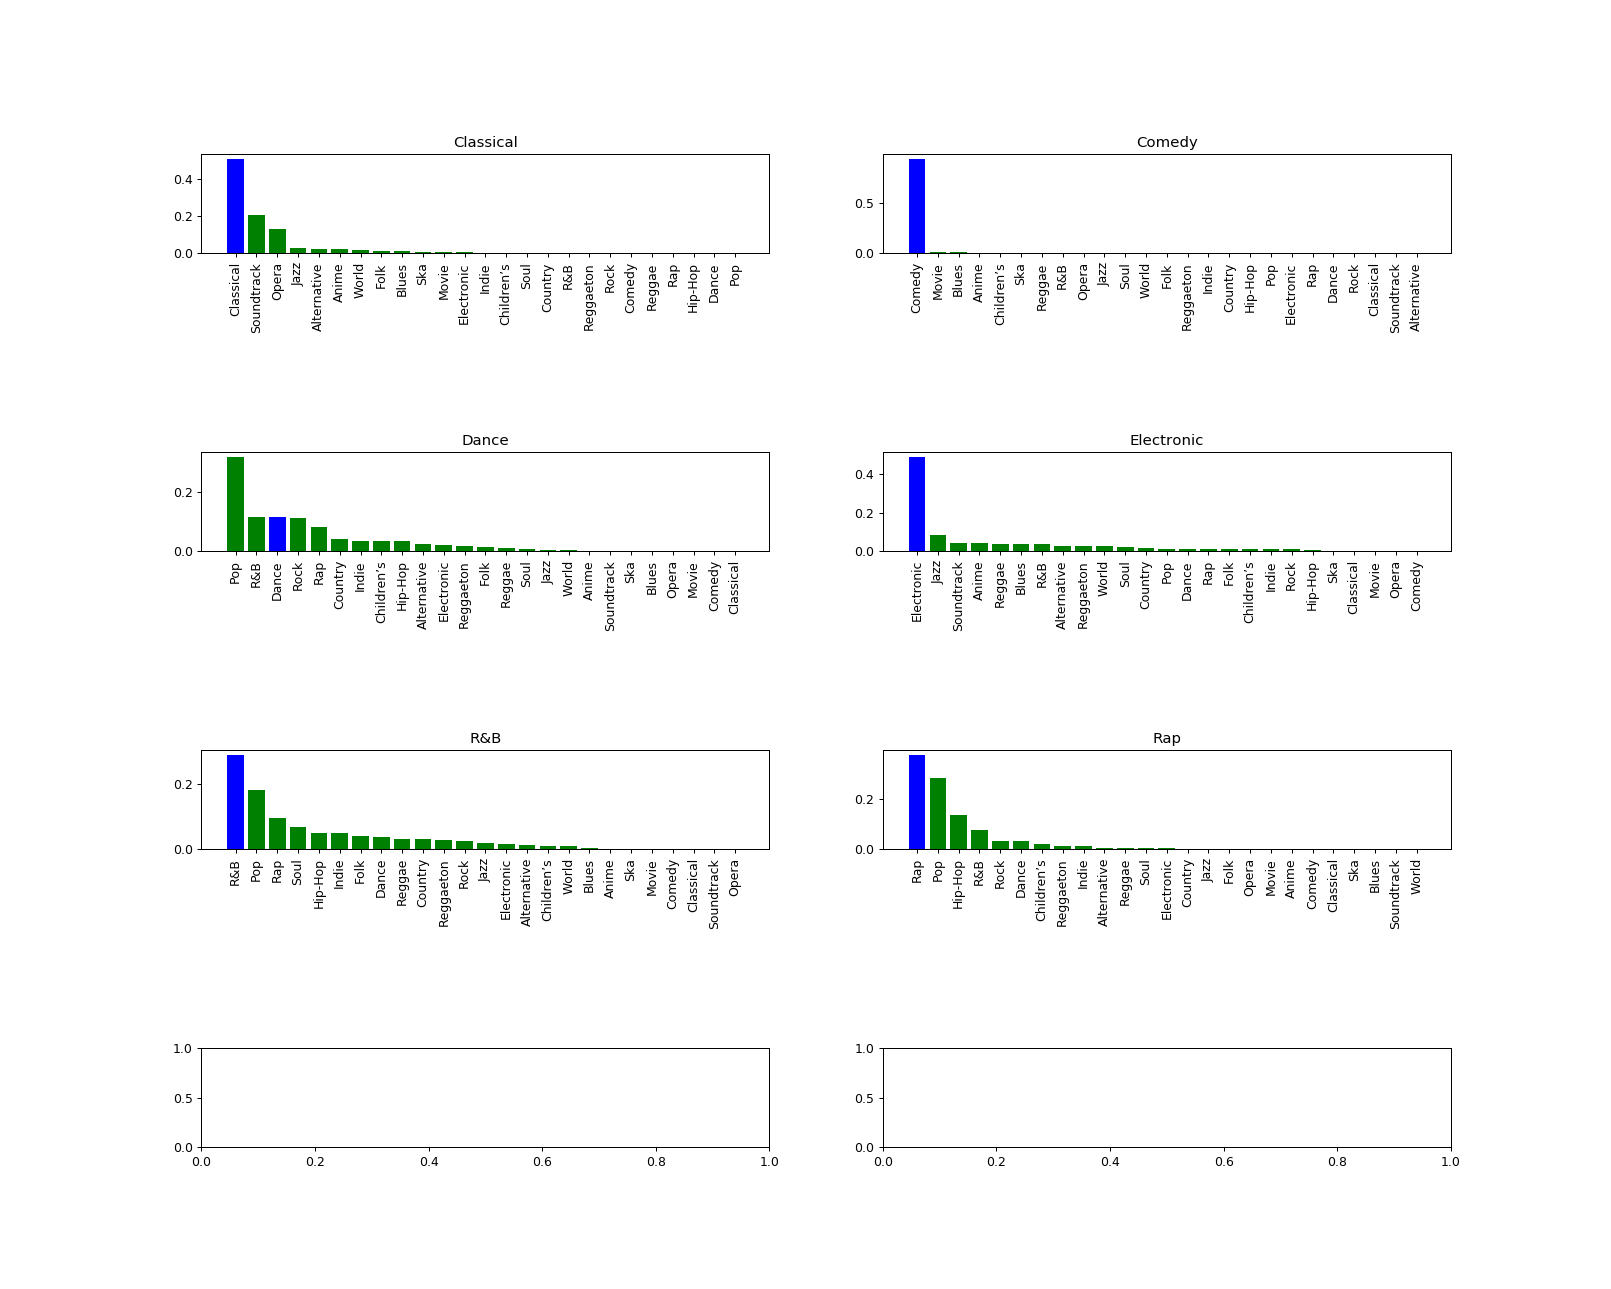 Classical
0.4
0.2
0.0
Classical
Soundtrack
Opera
Jazz
Alternative
Anime
World
Folk
Blues
Ska
Movie
Electronic
Indie
Children’s
Soul
Country
R&B
Reggaeton
Rock
Comedy
Reggae
Rap
Hip-Hop
Dance
Pop
Comedy
0.5
0.0
Comedy
Movie
Blues
Anime
Children’s
Ska
Reggae
R&B
Opera
Jazz
Soul
World
Folk
Reggaeton
Indie
Country
Hip-Hop
Pop
Electronic
Rap
Dance
Rock
Classical
Soundtrack
Alternative
Dance
0.2
0.0
Pop
R&B
Dance
Rock
Rap
Country
Indie
Children’s
Hip-Hop
Alternative
Electronic
Reggaeton
Folk
Reggae
Soul
Jazz
World
Anime
Soundtrack
Ska
Blues
Opera
Movie
Comedy
Classical
Electronic
0.4
0.2
0.0
Electronic
Jazz
Soundtrack
Anime
Reggae
Blues
R&B
Alternative
Reggaeton
World
Soul
Country
Pop
Dance
Rap
Folk
Children’s
Indie
Rock
Hip-Hop
Ska
Classical
Movie
Opera
Comedy
R&B
0.2
0.0
R&B
Pop
Rap
Soul
Hip-Hop
Indie
Folk
Dance
Reggae
Country
Reggaeton
Rock
Jazz
Electronic
Alternative
Children’s
World
Blues
Anime
Ska
Movie
Comedy
Classical
Soundtrack
Opera
Rap
0.2
0.0
Rap
Pop
Hip-Hop
R&B
Rock
Dance
Children’s
Reggaeton
Indie
Alternative
Reggae
Soul
Electronic
Country
Jazz
Folk
Opera
Movie
Anime
Comedy
Classical
Ska
Blues
Soundtrack
World
1.0
0.5
0.0
0.0 0.2 0.4 0.6 0.8 1.0
1.0
0.5
0.0
0.0 0.2 0.4 0.6 0.8 1.0